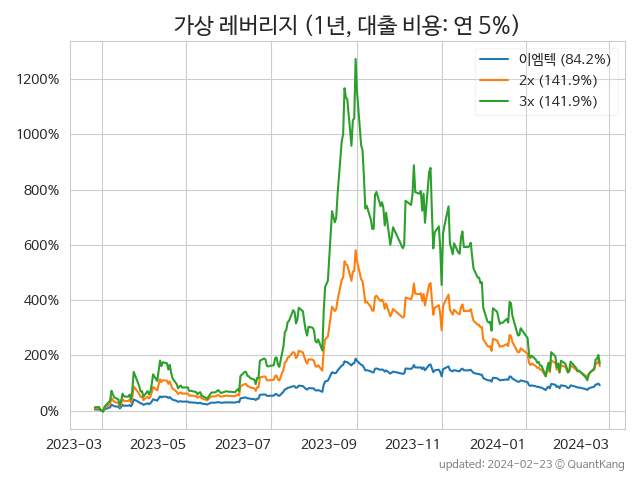 가상 레버리지 (1년, 대출 비용: 연 5%)
이엠텍 (84.2%)
2x (141.9%)
3x (141.9%)
1200%
1000%
800%
600%
400%
200%
0%
2023-03 2023-05 2023-07 2023-09 2023-11 2024-01 2024-03
updated: 2024-02-23 © QuantKang